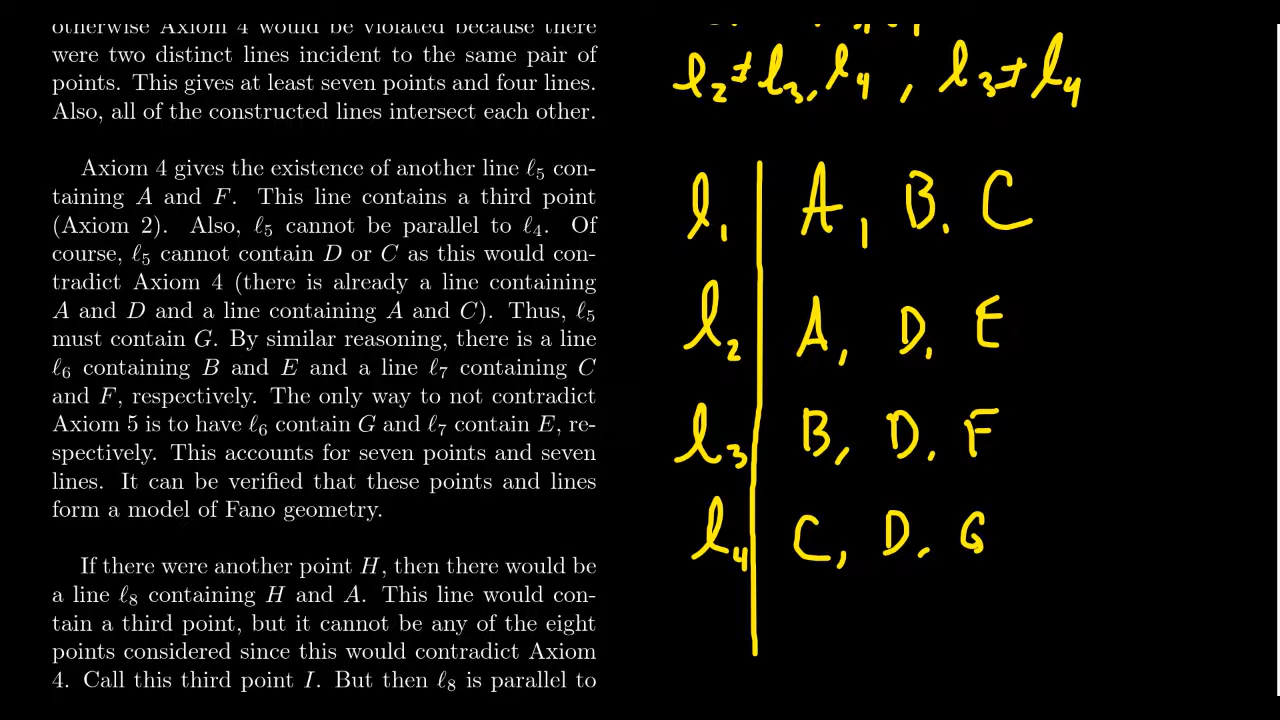 otherwise Axiom 4 would be violated because there
were two distinct lines incident to the same pair of
points. This gives at least seven points and four lines.
Also, all of the constructed lines intersect each other.
Axiom 4 gives the existence of another line ℓ₅ con-
taining A and F. This line contains a third point
(Axiom 2). Also, ℓ₅ cannot be parallel to ℓ₄. Of
course, ℓ₅ cannot contain D or C as this would con-
tradict Axiom 4 (there is already a line containing
A and D and a line containing A and C). Thus, ℓ₅
must contain G. By similar reasoning, there is a line
ℓ₆ containing B and E and a line ℓ₇ containing C
and F, respectively. The only way to not contradict
Axiom 5 is to have ℓ₆ contain G and ℓ₇ contain E, re-
spectively. This accounts for seven points and seven
lines. It can be verified that these points and lines
form a model of Fano geometry.
If there were another point H, then there would be
a line ℓ₈ containing H and A. This line would con-
tain a third point, but it cannot be any of the eight
points considered since this would contradict Axiom
4. Call this third point I. But then ℓ₈ is parallel to
ℓ₂ ≠ ℓ₃, ℓ₄ , ℓ₃ ≠ ℓ₄
ℓ₁ A, B, C
ℓ₂ A, D, E
ℓ₃ B, D, F
ℓ₄ C, D, G